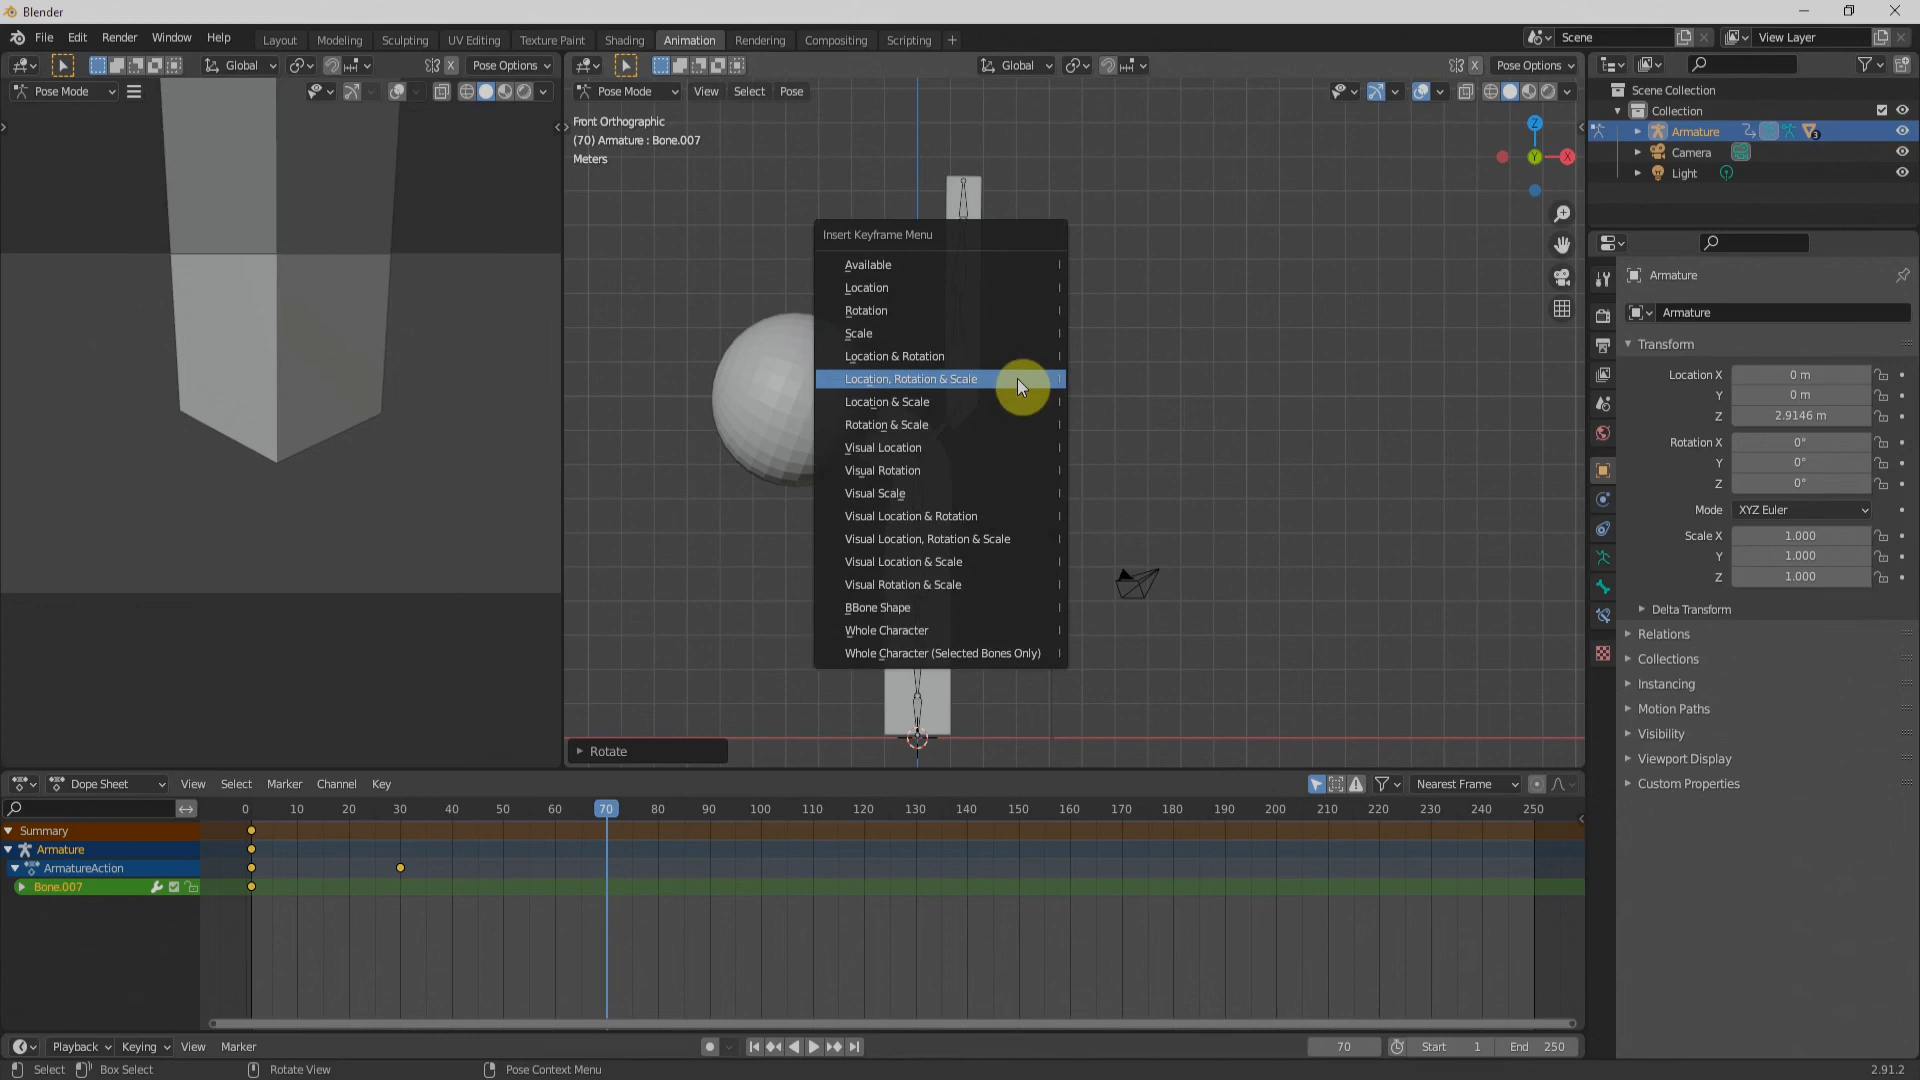 Blender
File Edit Render Window Help Layout Modeling Sculpting UV Editing Texture Paint Shading Animation Rendering Compositing Scripting + Scene View Layer
Global Pose Options Global Pose Options
Pose Mode Pose Mode View Select Pose
Front Orthographic
(70) Armature : Bone.007
Meters
Z
Y
X
Insert Keyframe Menu
Available I
Location I
Rotation I
Scale I
Location & Rotation I
Location, Rotation & Scale I
Location & Scale I
Rotation & Scale I
Visual Location I
Visual Rotation I
Visual Scale I
Visual Location & Rotation I
Visual Location, Rotation & Scale I
Visual Location & Scale I
Visual Rotation & Scale I
BBone Shape I
Whole Character I
Whole Character (Selected Bones Only) I
Rotate
Scene Collection
Collection
Armature 3
Camera
Light
Armature
Armature
Transform
Location X 0 m
Y 0 m
Z 2.9146 m
Rotation X 0°
Y 0°
Z 0°
Mode XYZ Euler
Scale X 1.000
Y 1.000
Z 1.000
Delta Transform
Relations
Collections
Instancing
Motion Paths
Visibility
Viewport Display
Custom Properties
Dope Sheet View Select Marker Channel Key Nearest Frame
0 10 20 30 40 50 60 70 80 90 100 110 120 130 140 150 160 170 180 190 200 210 220 230 240 250
Summary
Armature
ArmatureAction
Bone.007
Playback Keying View Marker 70 Start 1 End 250
Select Box Select Rotate View Pose Context Menu 2.91.2